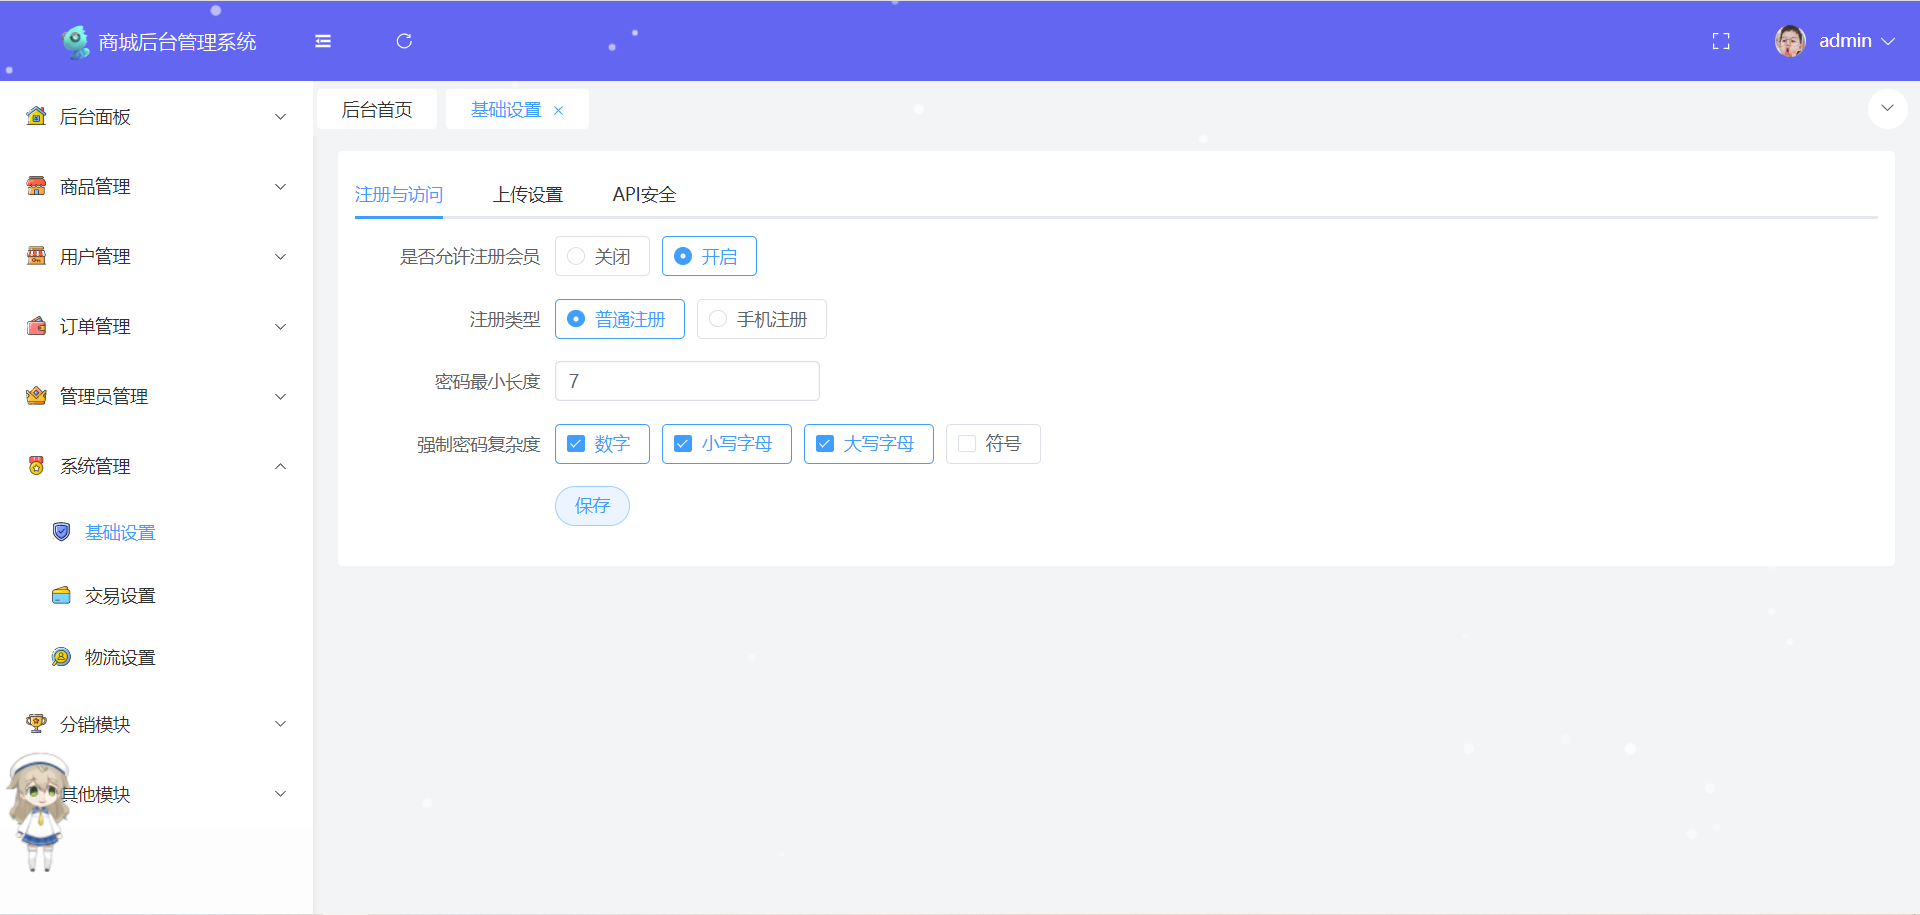 商城后台管理系统
admin
后台面板
商品管理
用户管理
订单管理
管理员管理
系统管理
基础设置
交易设置
物流设置
分销模块
其他模块
后台首页
基础设置
注册与访问
上传设置
API安全
是否允许注册会员
关闭
开启
注册类型
普通注册
手机注册
密码最小长度
7
强制密码复杂度
数字
小写字母
大写字母
符号
保存